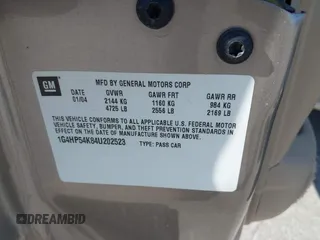 GM
MFD BY GENERAL MOTORS CORP
DATE GVWR GAWR FRT GAWR RR
01/04 2144 KG 1160 KG 984 KG
4725 LB 2556 LB 2169 LB
THIS VEHICLE CONFORMS TO ALL APPLICABLE U.S. FEDERAL MOTOR
VEHICLE SAFETY, BUMPER, AND THEFT PREVENTION STANDARDS IN
EFFECT ON THE DATE OF MANUFACTURE SHOWN ABOVE.
1G4HP54K84U202523 TYPE: PASS CAR
DREAMBID